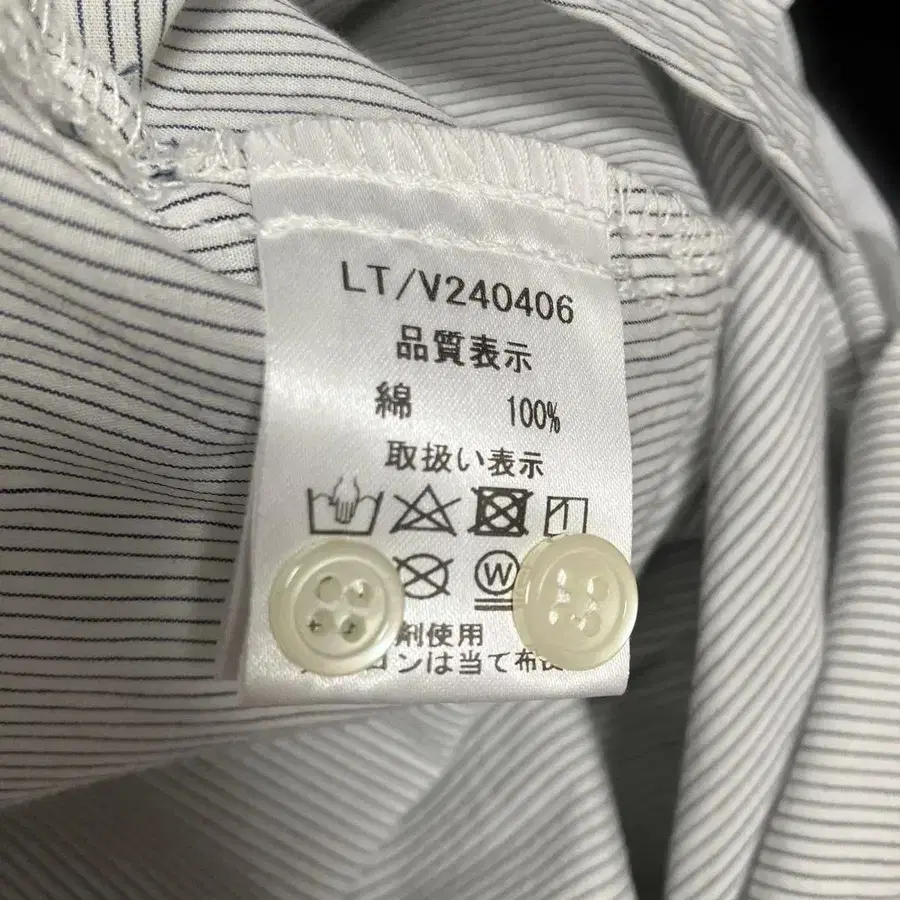 LT/V240406
品質表示
綿 100%
取扱い表示
W
剤使用
ンは当て布